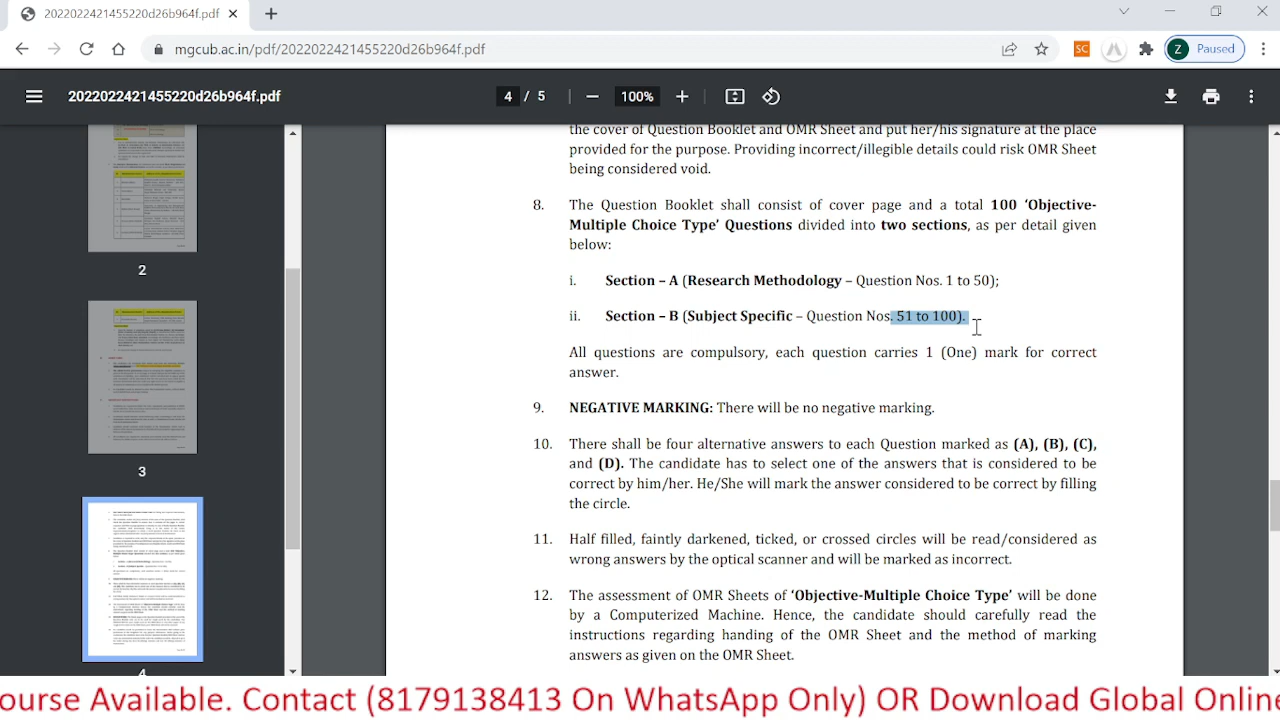 2022022421455220d26b964f.pdf
mgcub.ac.in/pdf/2022022421455220d26b964f.pdf
SC
Z Paused
2022022421455220d26b964f.pdf
4 / 5
100%
2
3
4
of Question and OMR Sheet and put his/her signature at the place
provided for the purpose. Providing incorrect/illegible details could risk OMR Sheet
being considered void.
8. The Question Booklet shall consist of cover page and a total 100 ‘Objective-
Multiple Choice Type’ Questions divided into two sections, as per detail given
below:
i. Section – A (Research Methodology – Question Nos. 1 to 50);
ii. Section – B (Subject Specific – Question Nos. 51 to 100).
All questions are compulsory, each question carries 1 (One) mark for correct
answer.
9. MARKING: There will be no negative marking.
10. There shall be four alternative answers to each Question marked as (A), (B), (C),
and (D). The candidate has to select one of the answers that is considered to be
correct by him/her. He/She will mark the answer considered to be correct by filling
the circle.
11. Half filled, faintly darkened, ticked, or crossed circles will be read/considered as
wrong answers by the optical scanner and will be marked as incorrect.
12. The assessment of OMR Sheets of ‘Objective-Multiple Choice Type’ will be done
Computerized Machine. Hence, candidates should carefully read the
instructions regarding handling of the OMR Sheet and the method of marking
answers as given on the OMR Sheet.
ourse Available. Contact (8179138413 On WhatsApp Only) OR Download Global Online